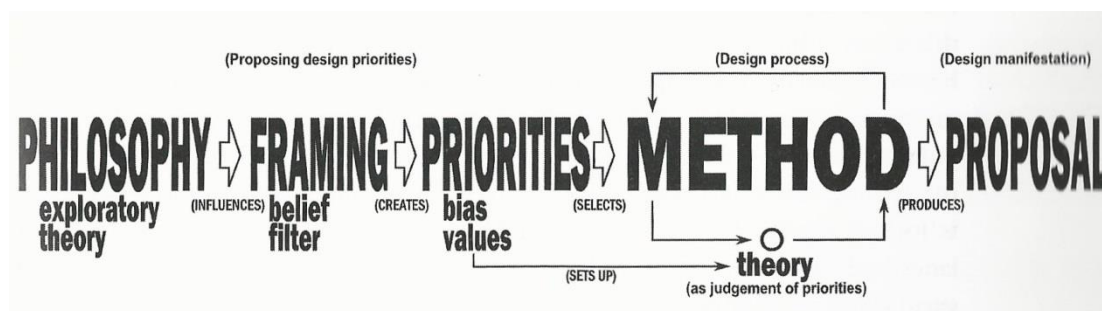 (Proposing design priorities)
(Design process)
(Design manifestation)
PHILOSOPHY FRAMING PRIORITIES METHOD PROPOSAL
exploratory
theory
(INFLUENCES)
belief
filter
(CREATES)
bias
values
(SELECTS)
(PRODUCES)
(SETS UP)
theory
(as judgement of priorities)